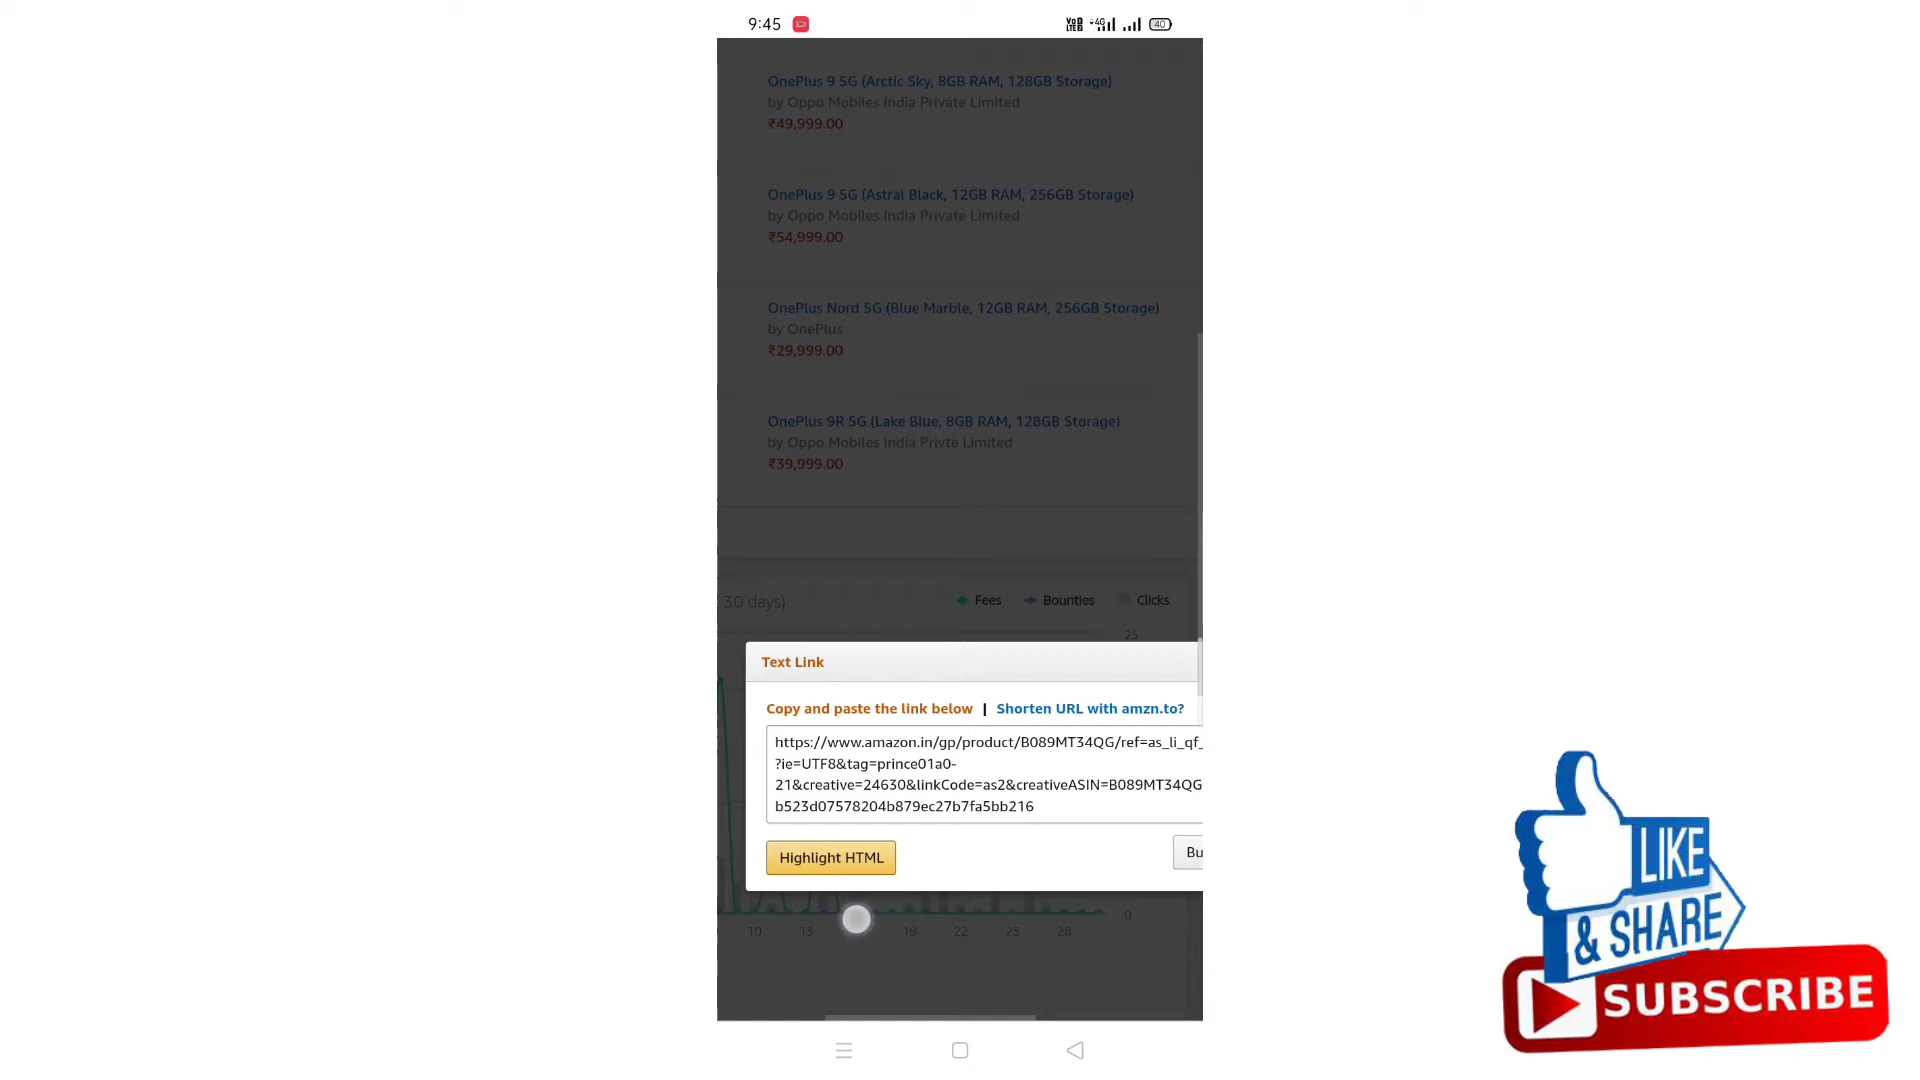 9:45
Vo LTE2 4G 40
OnePlus 9 5G (Arctic Sky, 8GB RAM, 128GB Storage)
by Oppo Mobiles India Private Limited
₹49,999.00
OnePlus 9 5G (Astral Black, 12GB RAM, 256GB Storage)
by Oppo Mobiles India Private Limited
₹54,999.00
OnePlus Nord 5G (Blue Marble, 12GB RAM, 256GB Storage)
by OnePlus
₹29,999.00
OnePlus 9R 5G (Lake Blue, 8GB RAM, 128GB Storage)
by Oppo Mobiles India Privte Limited
₹39,999.00
30 days) Fees Bounties Clicks
25
Text Link
Copy and paste the link below | Shorten URL with amzn.to?
https://www.amazon.in/gp/product/B089MT34QG/ref=as_li_qf_
?ie=UTF8&tag=prince01a0-
21&creative=24630&linkCode=as2&creativeASIN=B089MT34QG
b523d07578204b879ec27b7fa5bb216
Highlight HTML Bu
0
10 13 19 22 25 28
LIKE
& SHARE
SUBSCRIBE